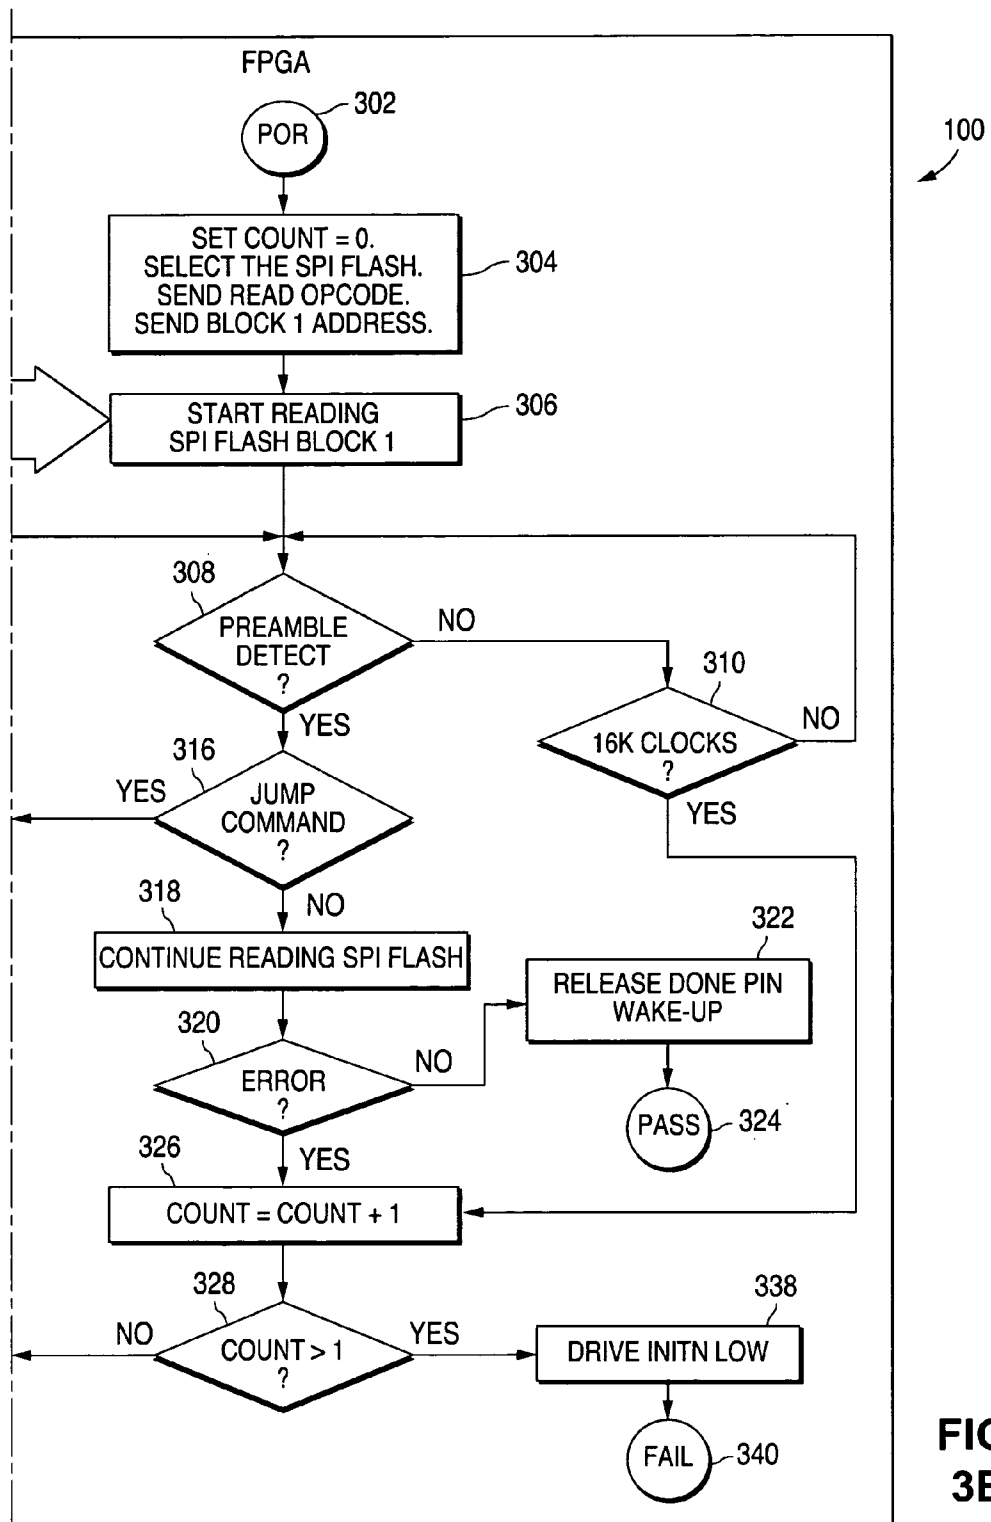 FPGA
302
POR
100
SET COUNT = 0.
SELECT THE SPI FLASH.
SEND READ OPCODE.
SEND BLOCK 1 ADDRESS.
304
START READING
SPI FLASH BLOCK 1
306
308
PREAMBLE
DETECT
?
NO
310
16K CLOCKS
?
NO
YES
YES
316
JUMP
COMMAND
?
YES
NO
318
CONTINUE READING SPI FLASH
322
RELEASE DONE PIN
WAKE-UP
320
ERROR
?
NO
PASS
324
YES
326
COUNT = COUNT + 1
328
COUNT > 1
?
NO
YES
338
DRIVE INITN LOW
FAIL
340